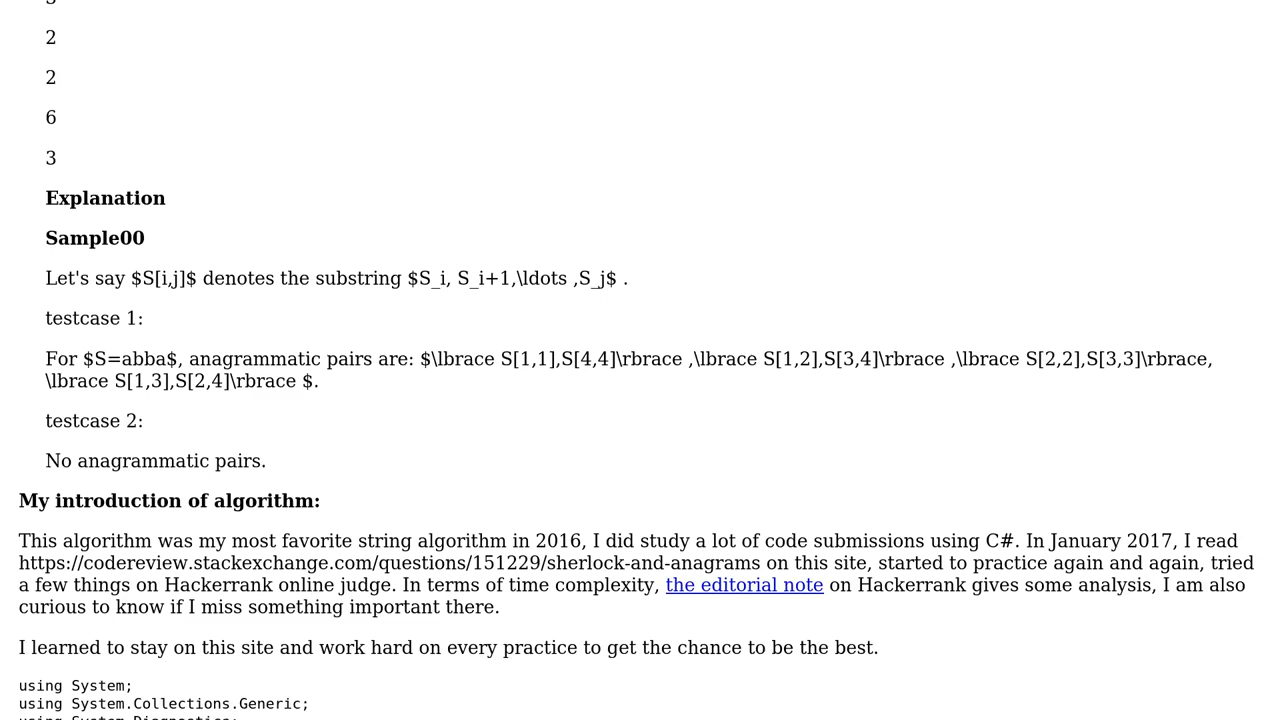 2
2
6
3
Explanation
Sample00
Let's say $S[i,j]$ denotes the substring $S_i, S_i+1,\ldots ,S_j$ .
testcase 1:
For $S=abba$, anagrammatic pairs are: $\lbrace S[1,1],S[4,4]\rbrace ,\lbrace S[1,2],S[3,4]\rbrace ,\lbrace S[2,2],S[3,3]\rbrace,
\lbrace S[1,3],S[2,4]\rbrace $.
testcase 2:
No anagrammatic pairs.
My introduction of algorithm:
This algorithm was my most favorite string algorithm in 2016, I did study a lot of code submissions using C#. In January 2017, I read
https://codereview.stackexchange.com/questions/151229/sherlock-and-anagrams on this site, started to practice again and again, tried
a few things on Hackerrank online judge. In terms of time complexity, the editorial note on Hackerrank gives some analysis, I am also
curious to know if I miss something important there.
I learned to stay on this site and work hard on every practice to get the chance to be the best.
using System;
using System.Collections.Generic;
using System.Diagnostics;